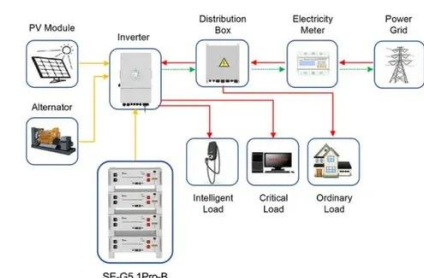 PV Module
Inverter
Distribution
Box
Electricity
Meter
Power
Grid
Alternator
Intelligent
Load
Critical
Load
Ordinary
Load
SE-G5.1Pro-B